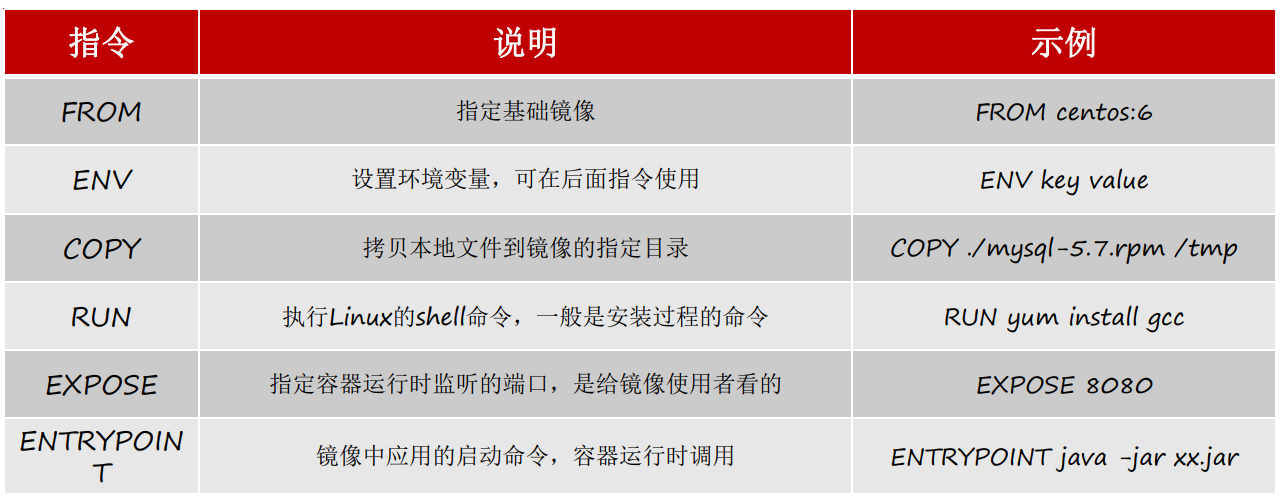 指令 说明 示例
FROM 指定基础镜像 FROM centos:6
ENV 设置环境变量，可在后面指令使用 ENV key value
COPY 拷贝本地文件到镜像的指定目录 COPY ./mysql-5.7.rpm /tmp
RUN 执行Linux的shell命令，一般是安装过程的命令 RUN yum install gcc
EXPOSE 指定容器运行时监听的端口，是给镜像使用者看的 EXPOSE 8080
ENTRYPOIN
T 镜像中应用的启动命令，容器运行时调用 ENTRYPOINT java -jar xx.jar